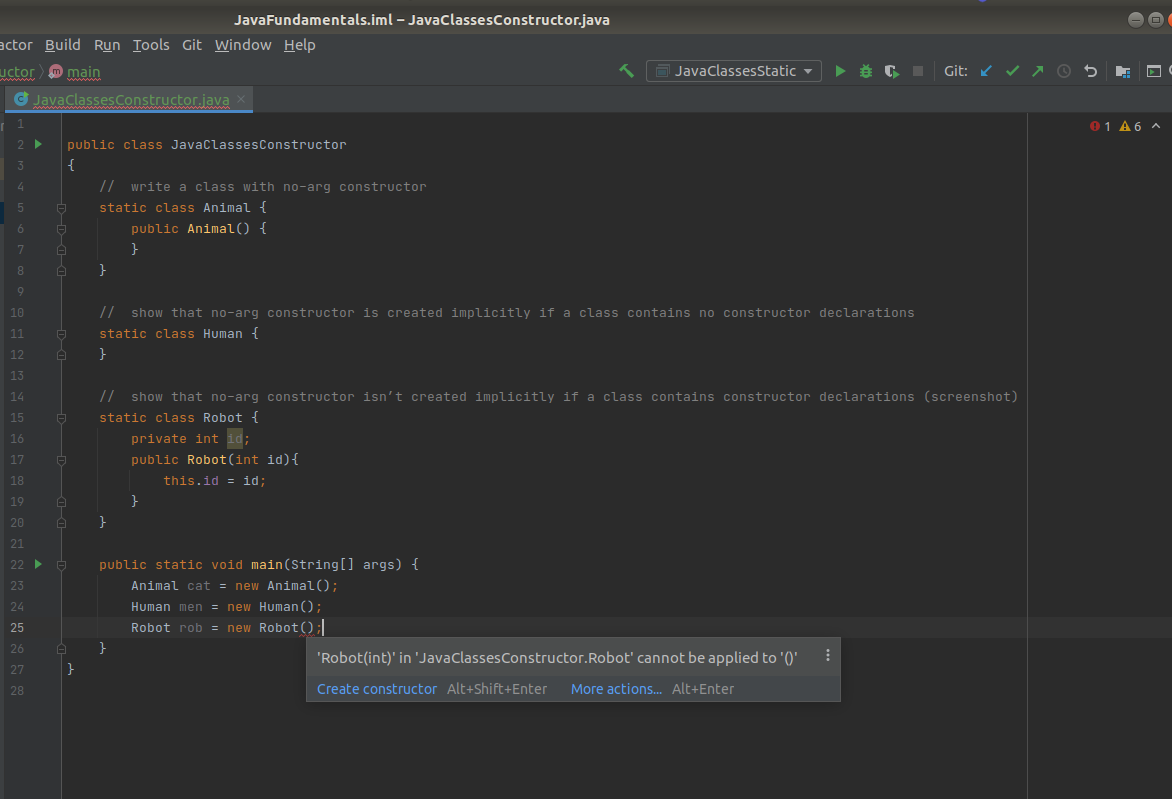 JavaFundamentals.iml – JavaClassesConstructor.java
actor Build Run Tools Git Git Window Help
uctor main JavaClassesStatic Git:
JavaClassesConstructor.java
1 1 6
2 public class JavaClassesConstructor
3 {
4 // write a class with no-arg constructor
5 static class Animal {
6 public Animal() {
7 }
8 }
9
10 // show that no-arg constructor is created implicitly if a class contains no constructor declarations
11 static class Human {
12 }
13
14 // show that no-arg constructor isn’t created implicitly if a class contains constructor declarations (screenshot)
15 static class Robot {
16 private int id;
17 public Robot(int id){
18 this.id = id;
19 }
20 }
21
22 public static void main(String[] args) {
23 Animal cat = new Animal();
24 Human men = new Human();
25 Robot rob = new Robot();
26 }
27 }
28
'Robot(int)' in 'JavaClassesConstructor.Robot' cannot be applied to '()'
Create constructor Alt+Shift+Enter More actions... Alt+Enter